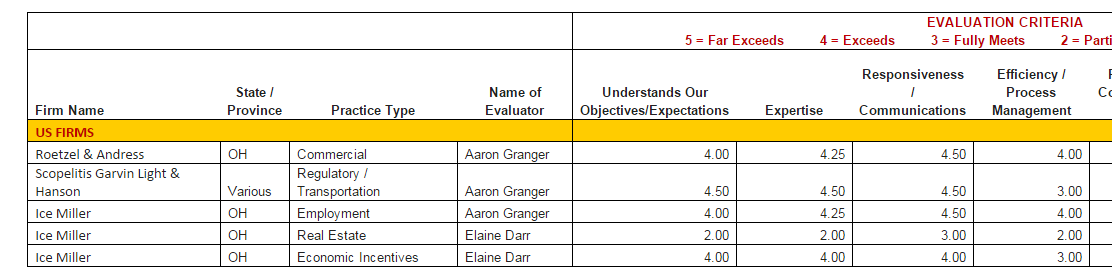 EVALUATION CRITERIA
5 = Far Exceeds 4 = Exceeds 3 = Fully Meets 2 = Parti
Firm Name State / Province Practice Type Name of Evaluator Understands Our Objectives/Expectations Expertise Responsiveness / Communications Efficiency / Process Management
US FIRMS
Roetzel & Andress OH Commercial Aaron Granger 4.00 4.25 4.50 4.00
Scopelitis Garvin Light & Hanson Various Regulatory / Transportation Aaron Granger 4.50 4.50 4.50 3.00
Ice Miller OH Employment Aaron Granger 4.00 4.25 4.50 4.00
Ice Miller OH Real Estate Elaine Darr 2.00 2.00 3.00 2.00
Ice Miller OH Economic Incentives Elaine Darr 4.00 4.00 4.00 3.00